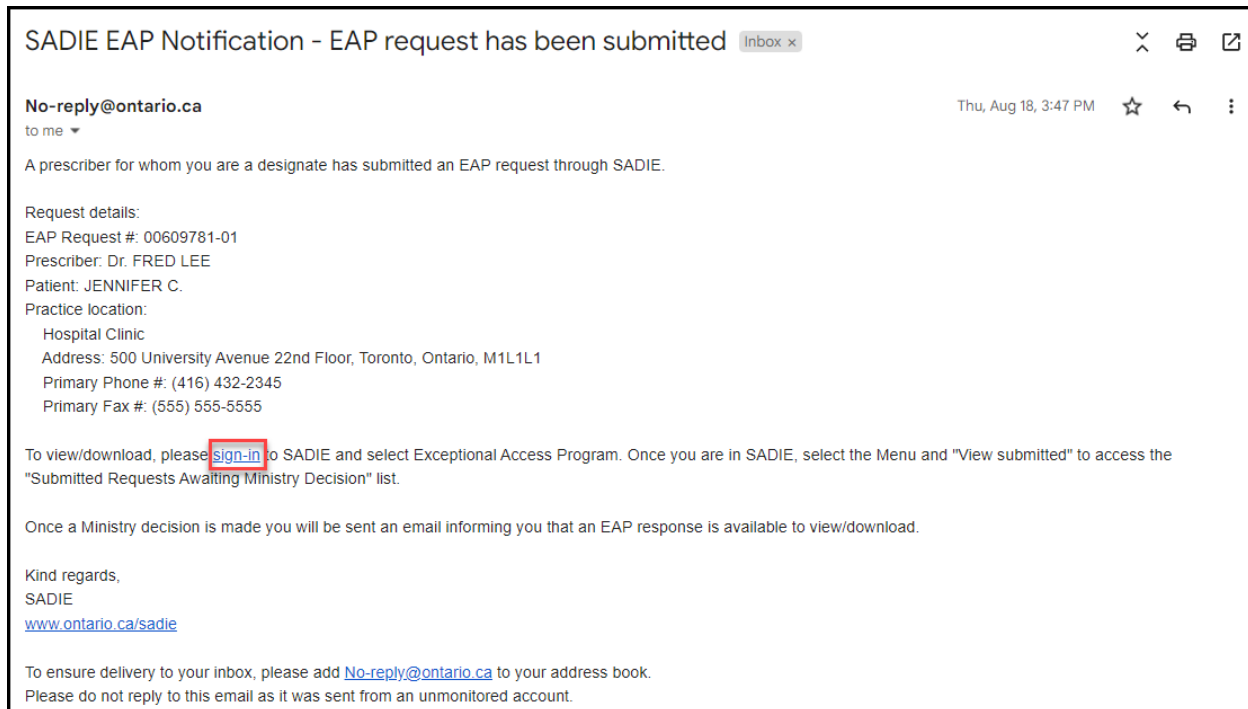 SADIE EAP Notification - EAP request has been submitted Inbox ×
No-reply@ontario.ca Thu, Aug 18, 3:47 PM
to me
A prescriber for whom you are a designate has submitted an EAP request through SADIE.
Request details:
EAP Request #: 00609781-01
Prescriber: Dr. FRED LEE
Patient: JENNIFER C.
Practice location:
Hospital Clinic
Address: 500 University Avenue 22nd Floor, Toronto, Ontario, M1L1L1
Primary Phone #: (416) 432-2345
Primary Fax #: (555) 555-5555
To view/download, please sign-in to SADIE and select Exceptional Access Program. Once you are in SADIE, select the Menu and "View submitted" to access the
"Submitted Requests Awaiting Ministry Decision" list.
Once a Ministry decision is made you will be sent an email informing you that an EAP response is available to view/download.
Kind regards,
SADIE
www.ontario.ca/sadie
To ensure delivery to your inbox, please add No-reply@ontario.ca to your address book.
Please do not reply to this email as it was sent from an unmonitored account.